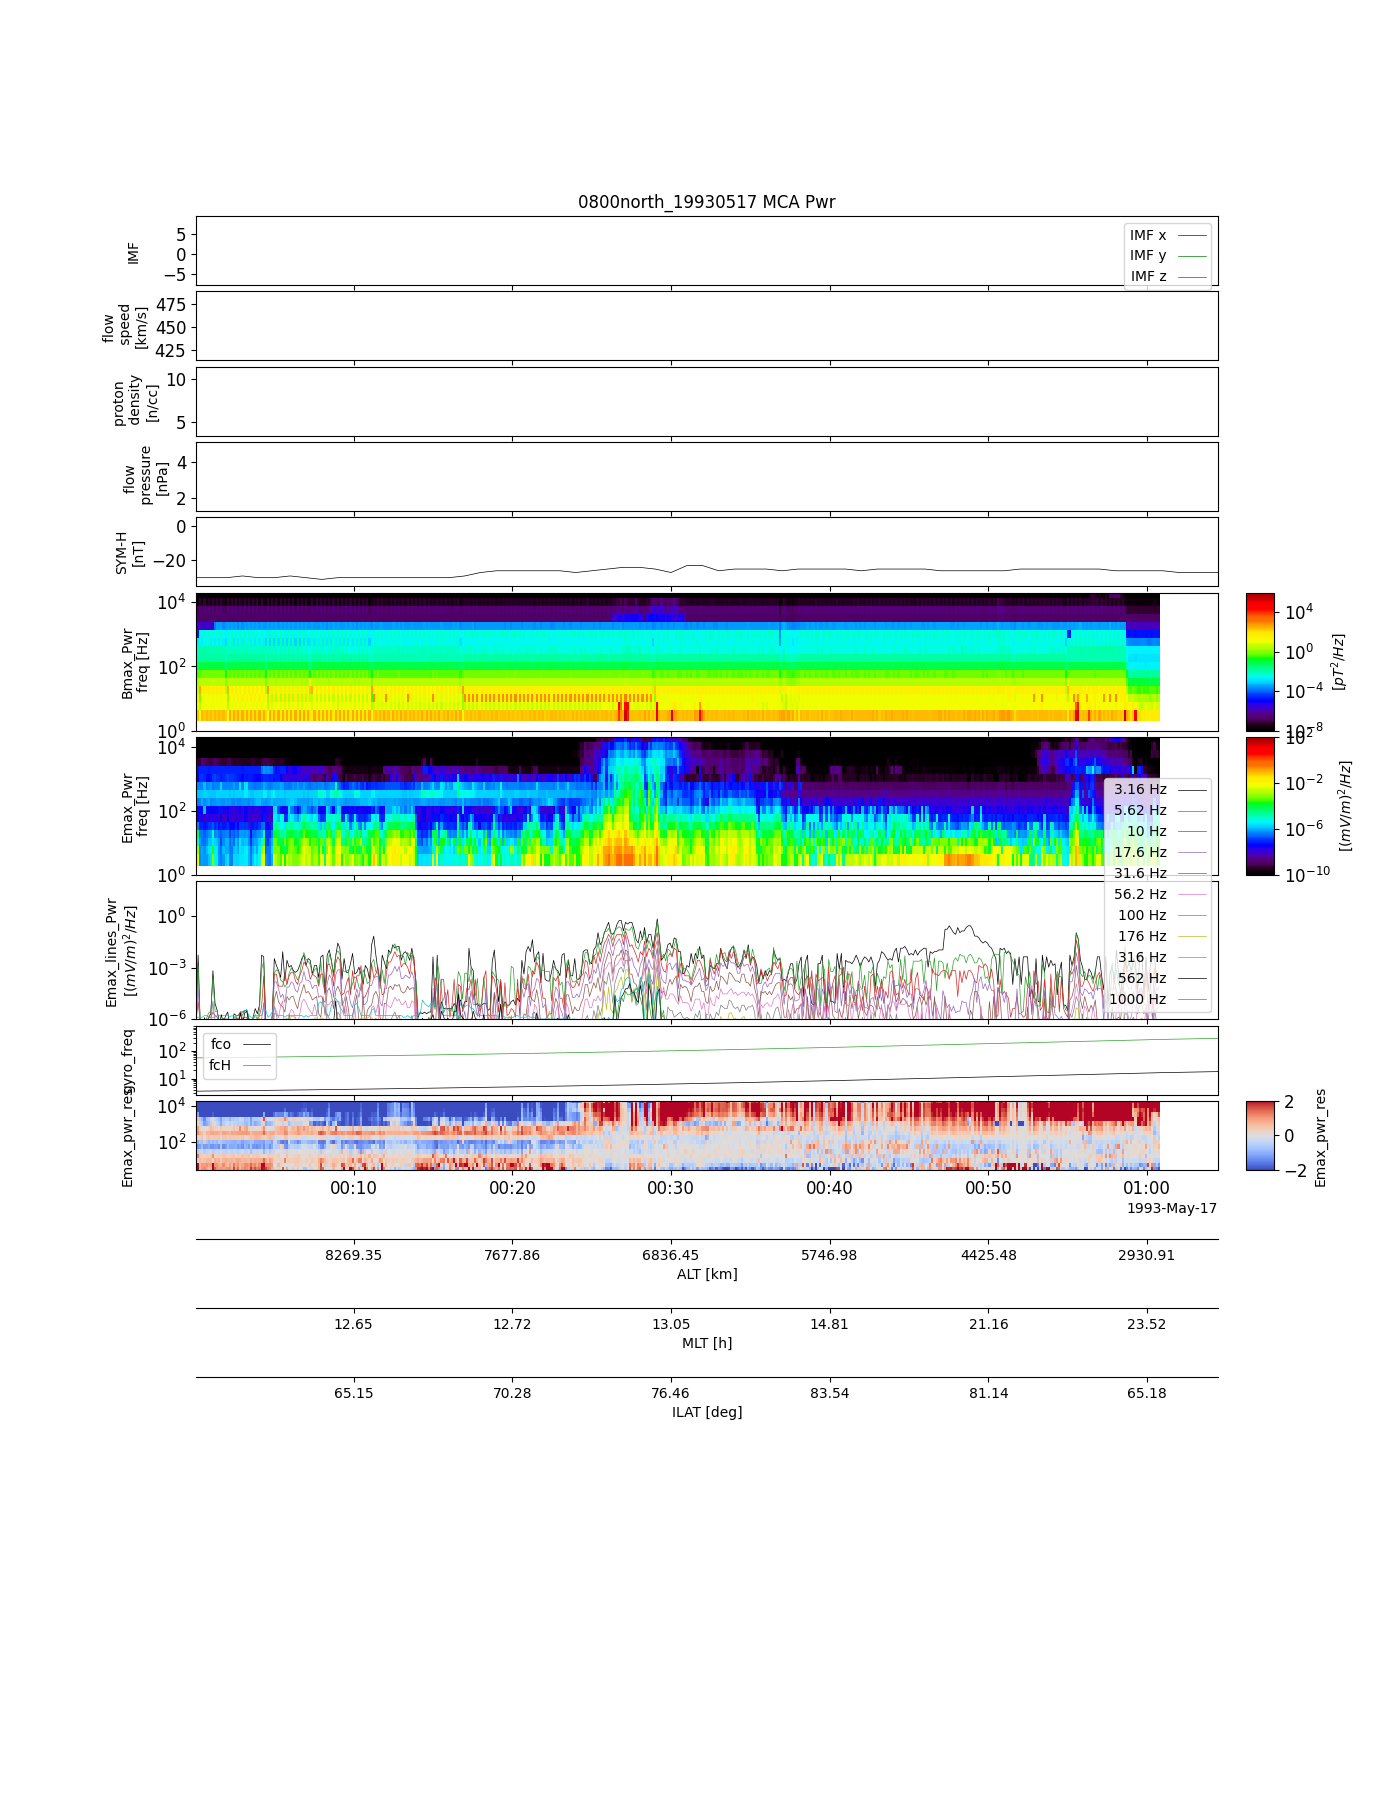 0800north_19930517 MCA Pwr
IMF
5
0
−5
IMF x
IMF y
IMF z
flow
speed
[km/s]
475
450
425
proton
density
[n/cc]
10
5
flow
pressure
[nPa]
4
2
SYM-H
[nT]
0
−20
Bmax_Pwr
freq [Hz]
10^4
10^2
10^0
10^4
10^0
10^-4
10^-8
[pT^2/Hz]
Emax_Pwr
freq [Hz]
10^4
10^2
10^0
10^2
10^-2
10^-6
10^-10
[(mV/m)^2/Hz]
3.16 Hz
5.62 Hz
10 Hz
17.6 Hz
31.6 Hz
56.2 Hz
100 Hz
176 Hz
316 Hz
562 Hz
1000 Hz
Emax_lines_Pwr
[(mV/m)^2/Hz]
10^0
10^-3
10^-6
gyro_freq
10^2
10^1
fco
fcH
Emax_pwr_res
10^4
10^2
2
0
−2
Emax_pwr_res
00:10 00:20 00:30 00:40 00:50 01:00
1993-May-17
8269.35 7677.86 6836.45 5746.98 4425.48 2930.91
ALT [km]
12.65 12.72 13.05 14.81 21.16 23.52
MLT [h]
65.15 70.28 76.46 83.54 81.14 65.18
ILAT [deg]